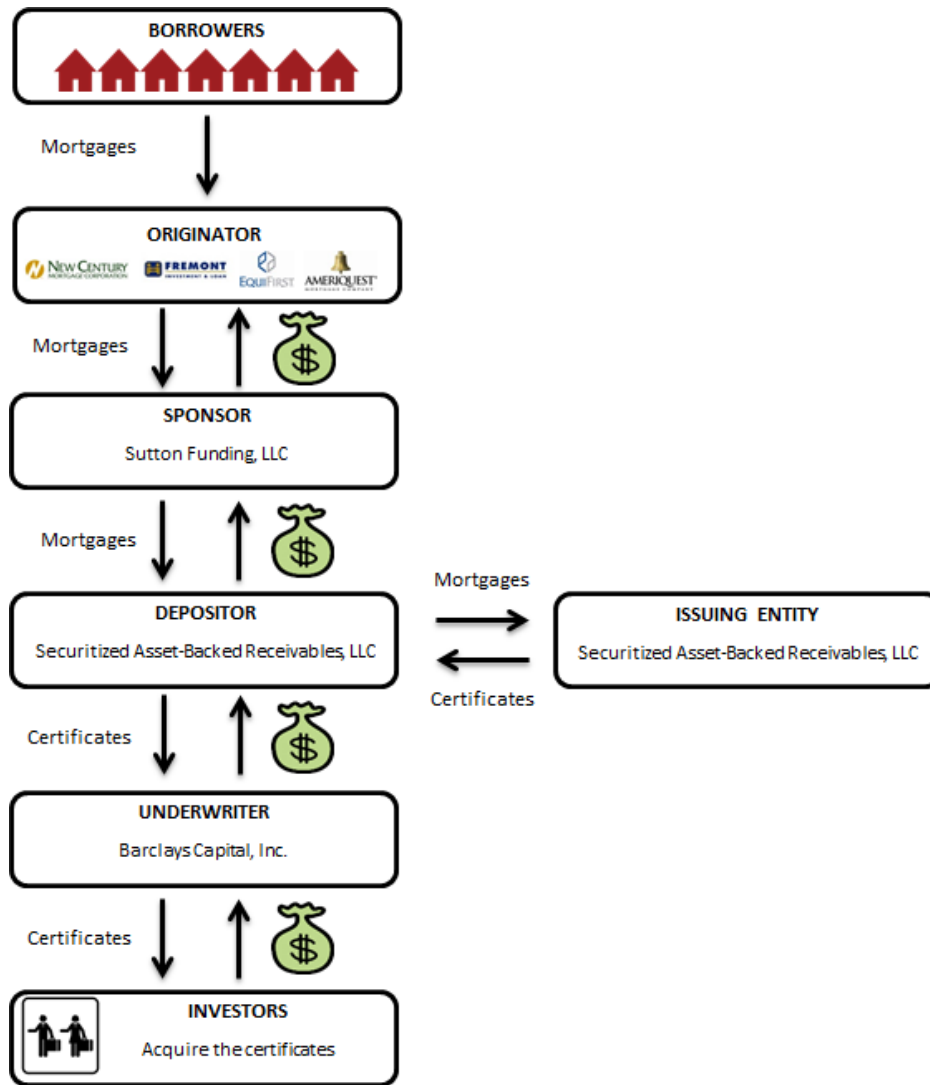 BORROWERS
Mortgages
ORIGINATOR
NEW CENTURY
MORTGAGE CORPORATION
FREMONT
INVESTMENT & LOAN
EQUIFIRST
AMERIQUEST®
MORTGAGE COMPANY
Mortgages
$
SPONSOR
Sutton Funding, LLC
Mortgages
$
DEPOSITOR
Securitized Asset-Backed Receivables, LLC
Mortgages
Certificates
ISSUING ENTITY
Securitized Asset-Backed Receivables, LLC
Certificates
$
UNDERWRITER
Barclays Capital, Inc.
Certificates
$
INVESTORS
Acquire the certificates